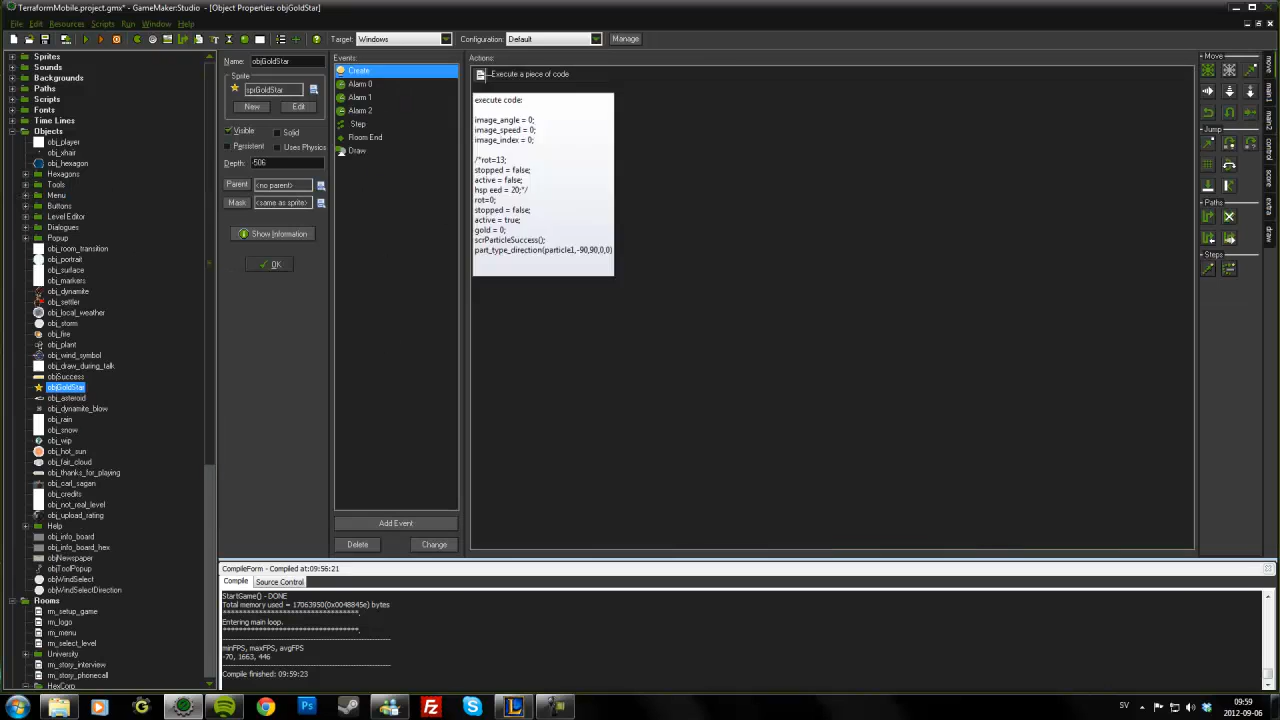 TerraformMobile.project.gmx* - GameMaker:Studio - [Object Properties: objGoldStar]
File Edit Resources Scripts Run Window Help
Target: Windows Configuration: Default Manage
Sprites
Sounds
Backgrounds
Paths
Scripts
Fonts
Time Lines
Objects
obj_player
obj_xhair
obj_hexagon
Hexagons
Tools
Menu
Buttons
Level Editor
Dialogues
Popup
obj_room_transition
obj_portrait
obj_surface
obj_markers
obj_dynamite
obj_settler
obj_local_weather
obj_storm
obj_fire
obj_plant
obj_wind_symbol
obj_draw_during_talk
objSuccess
objGoldStar
obj_asteroid
obj_dynamite_blow
obj_rain
obj_snow
obj_wip
obj_hot_sun
obj_fair_cloud
obj_thanks_for_playing
obj_carl_sagan
obj_credits
obj_not_real_level
obj_upload_rating
Help
obj_info_board
obj_info_board_hex
objNewspaper
objToolPopup
objWindSelect
objWindSelectDirection
Rooms
rm_setup_game
rm_logo
rm_menu
rm_select_level
University
rm_story_interview
rm_story_phonecall
HexCorp
Name: objGoldStar
Sprite
sprGoldStar
New Edit
Visible Solid
Persistent Uses Physics
Depth: -506
Parent <no parent>
Mask <same as sprite>
Show Information
OK
Events:
Create
Alarm 0
Alarm 1
Alarm 2
Step
Room End
Draw
Add Event
Delete Change
Actions:
Execute a piece of code
execute code:
image_angle = 0;
image_speed = 0;
image_index = 0;
/*rot=13;
stopped = false;
active = false;
hsp eed = 20;*/
rot=0;
stopped = false;
active = true;
gold = 0;
scrParticleSuccess();
part_type_direction(particle1,-90,90,0,0)
Move
Jump
Paths
Steps
move
main1
main2
control
score
extra
draw
CompileForm - Compiled at:09:56:21
Compile Source Control
StartGame() - DONE
Total memory used = 17063950(0x0048845e) bytes
Entering main loop.
minFPS, maxFPS, avgFPS
-70, 1663, 446
Compile finished: 09:59:23
SV
09:59
2012-09-06